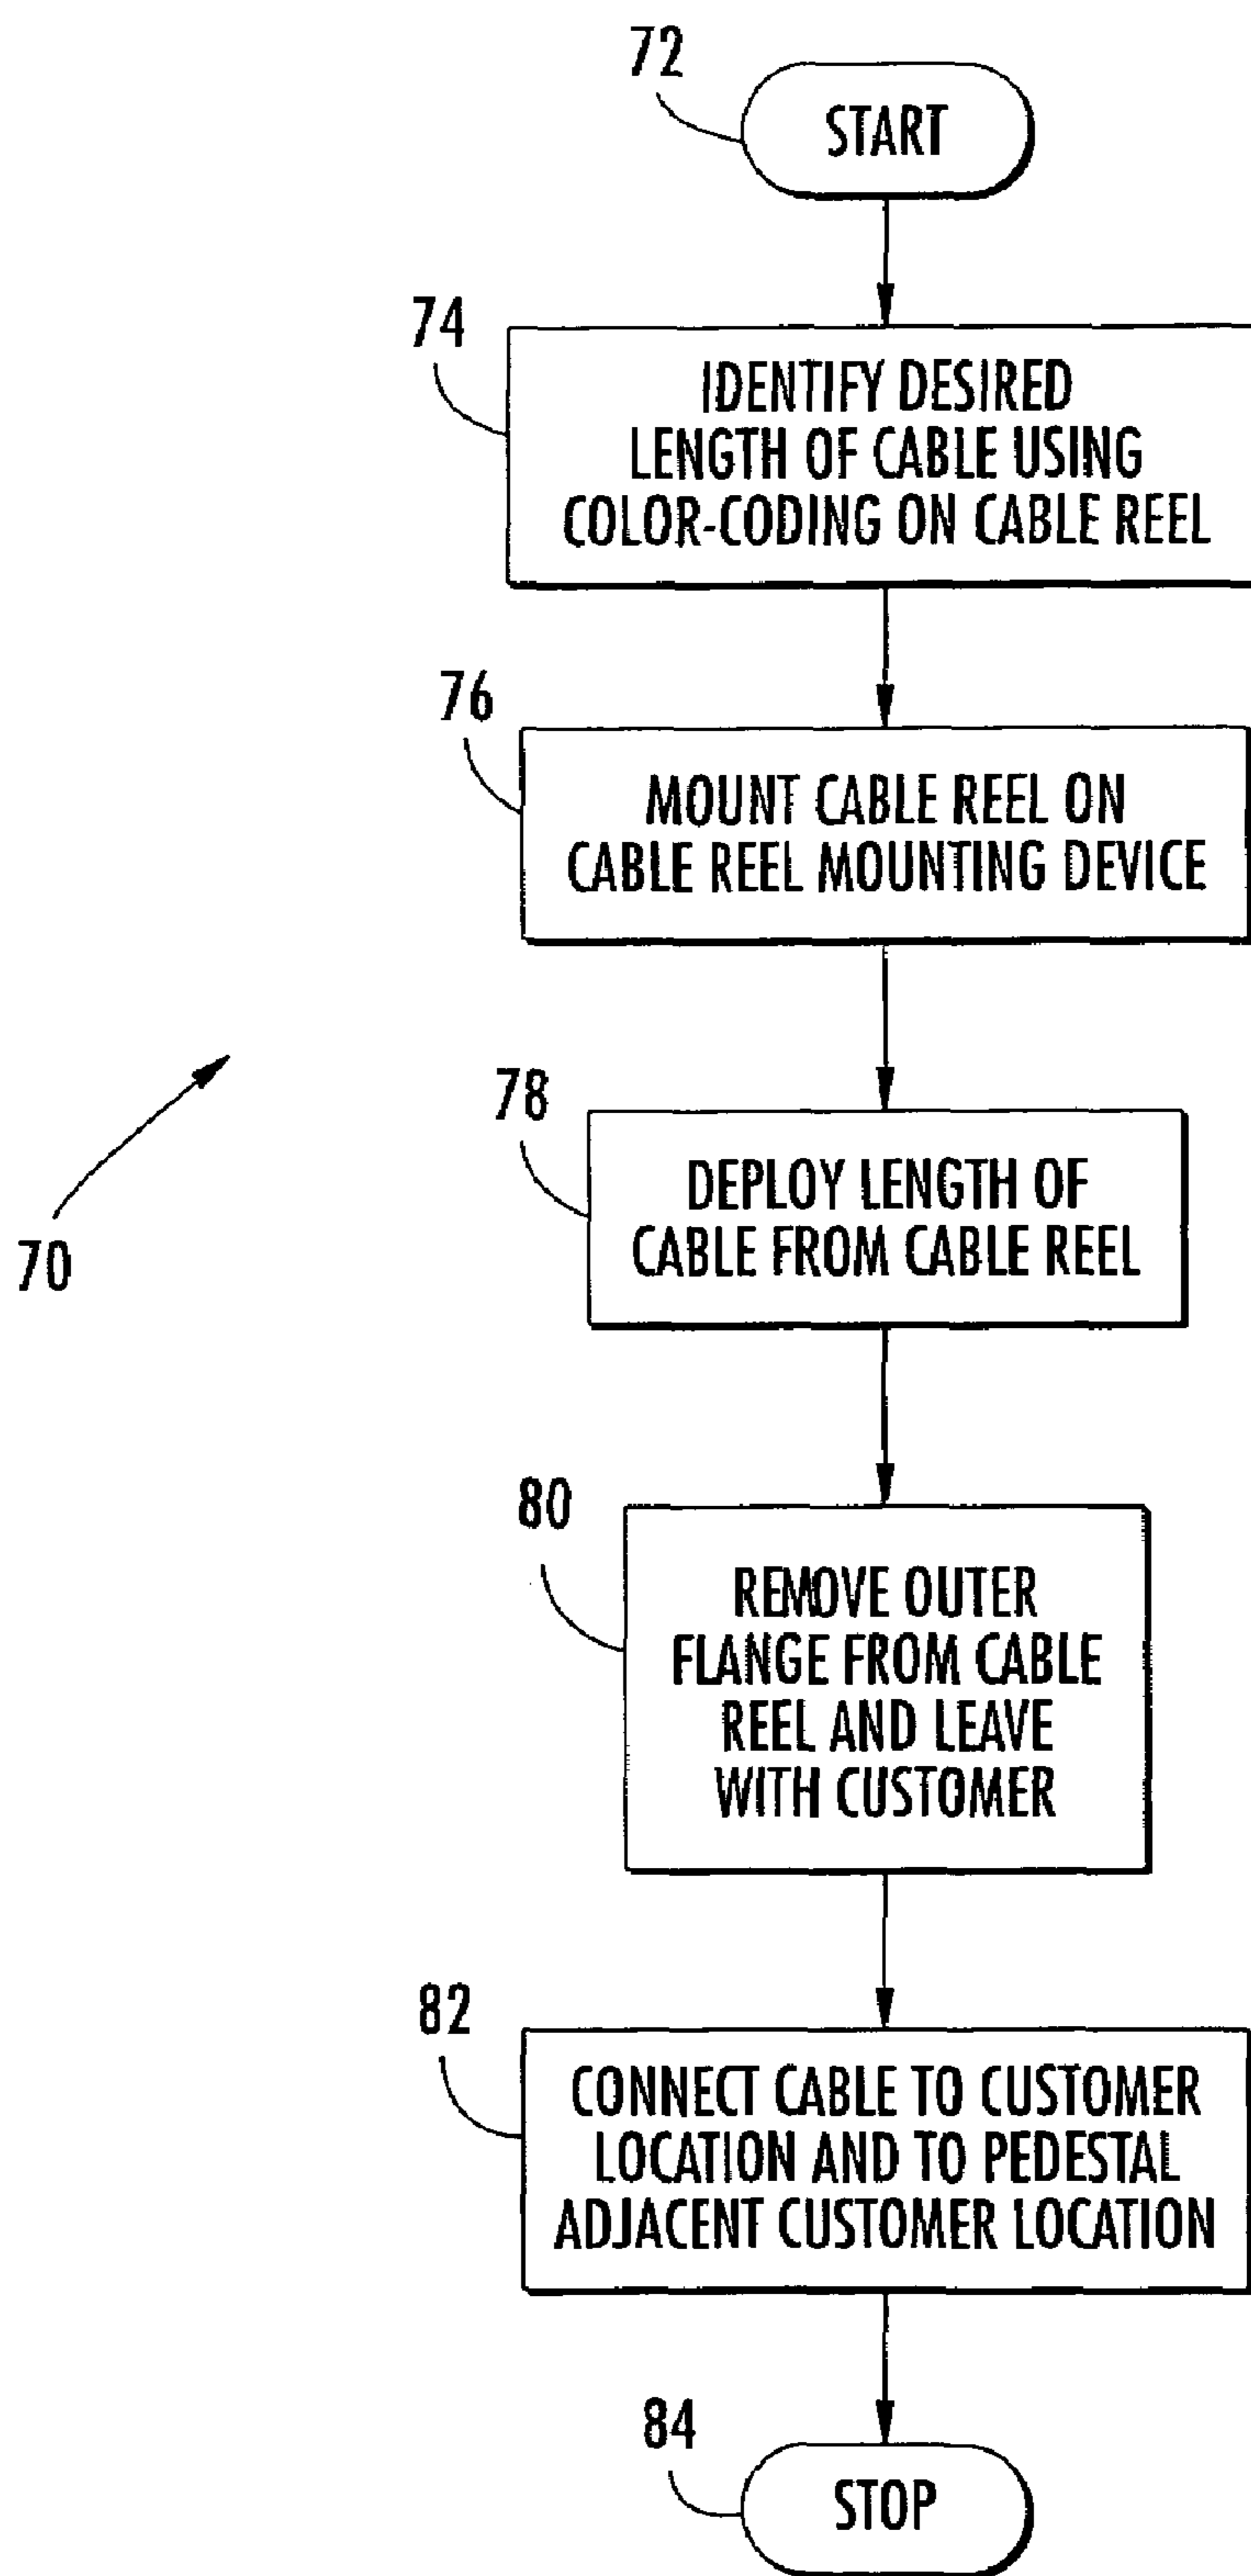 72
START
74
IDENTIFY DESIRED
LENGTH OF CABLE USING
COLOR-CODING ON CABLE REEL
76
MOUNT CABLE REEL ON
CABLE REEL MOUNTING DEVICE
70
78
DEPLOY LENGTH OF
CABLE FROM CABLE REEL
80
REMOVE OUTER
FLANGE FROM CABLE
REEL AND LEAVE
WITH CUSTOMER
82
CONNECT CABLE TO CUSTOMER
LOCATION AND TO PEDESTAL
ADJACENT CUSTOMER LOCATION
84
STOP